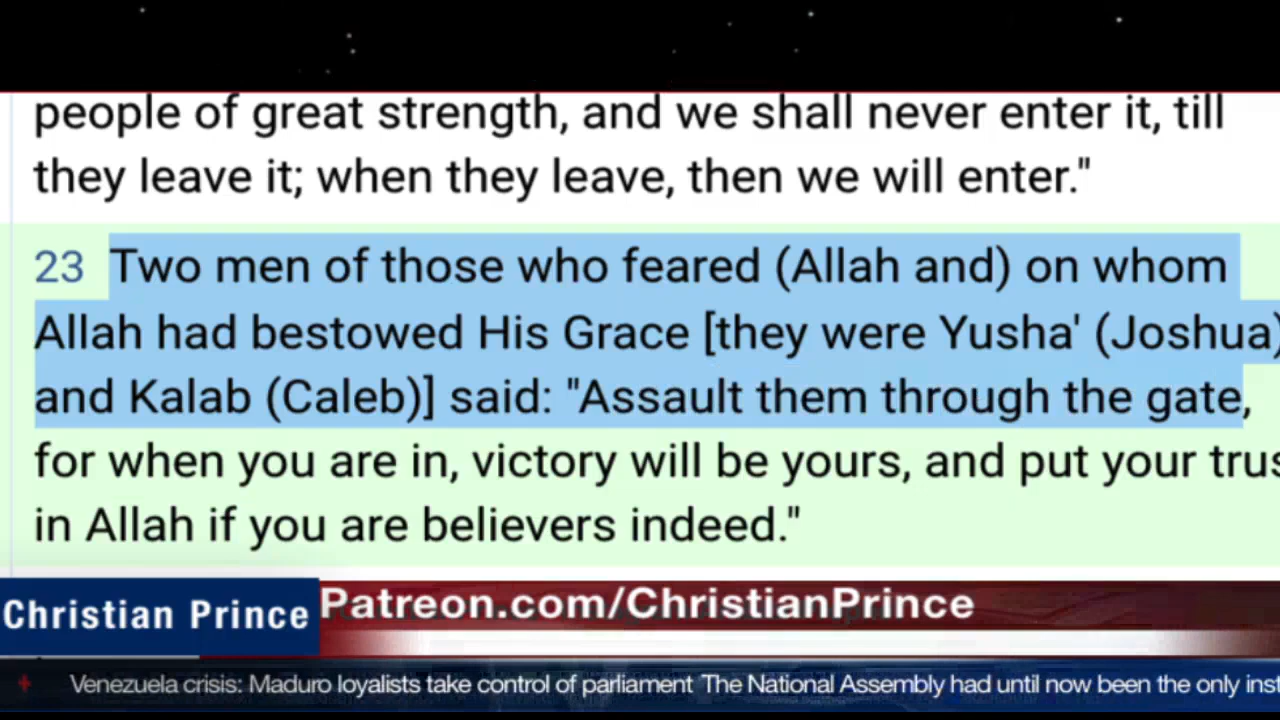 people of great strength, and we shall never enter it, till
they leave it; when they leave, then we will enter."
23 Two men of those who feared (Allah and) on whom
Allah had bestowed His Grace [they were Yusha' (Joshua)
and Kalab (Caleb)] said: "Assault them through the gate,
for when you are in, victory will be yours, and put your trus
in Allah if you are believers indeed."
Christian Prince
Patreon.com/ChristianPrince
Venezuela crisis: Maduro loyalists take control of parliament The National Assembly had until now been the only inst